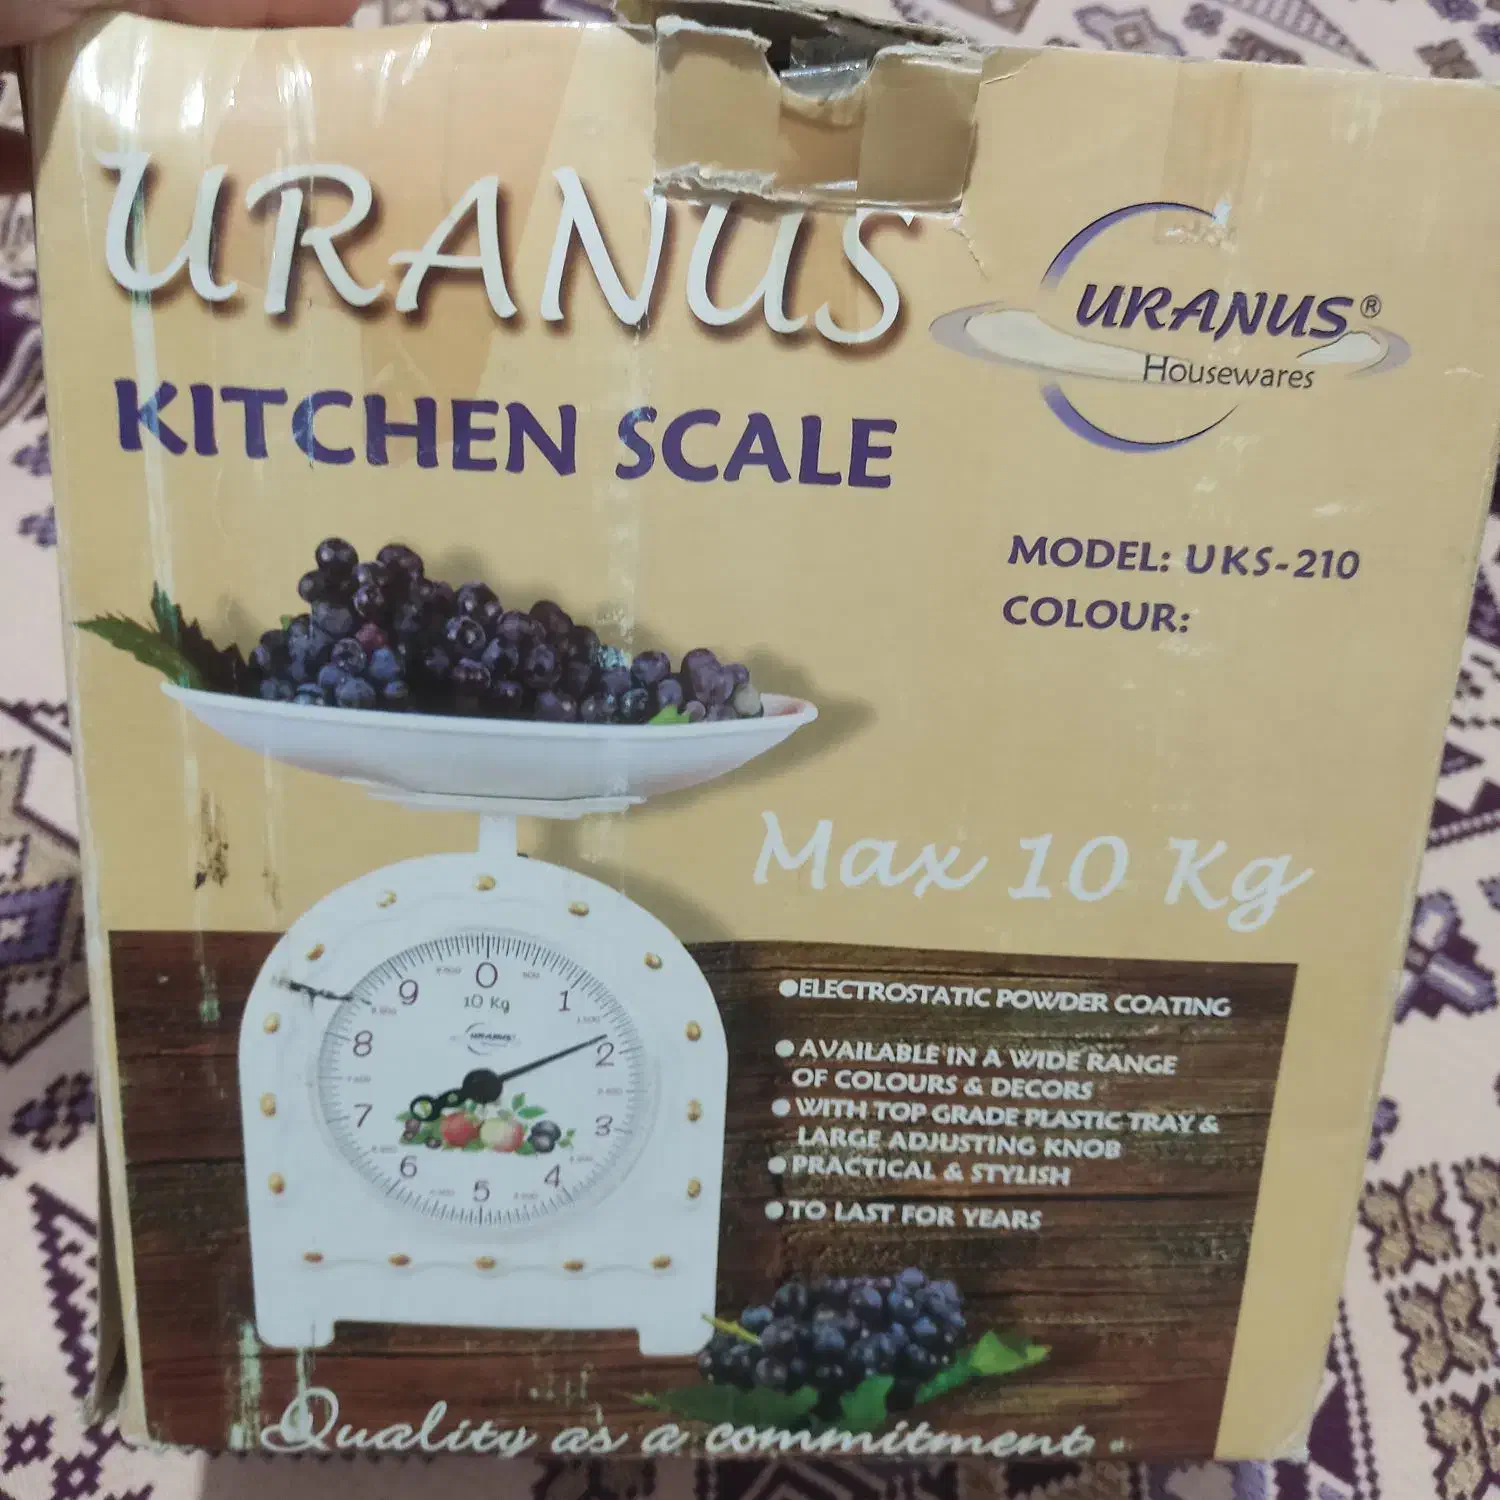 URANUS
KITCHEN SCALE
URANUS®
Housewares
MODEL: UKS-210
COLOUR:
Max 10 Kg
0
10 Kg
1
2
3
4
5
6
7
8
9
URANUS
●ELECTROSTATIC POWDER COATING
●AVAILABLE IN A WIDE RANGE
OF COLOURS & DECORS
●WITH TOP GRADE PLASTIC TRAY &
LARGE ADJUSTING KNOB
●PRACTICAL & STYLISH
●TO LAST FOR YEARS
Quality as a commitment